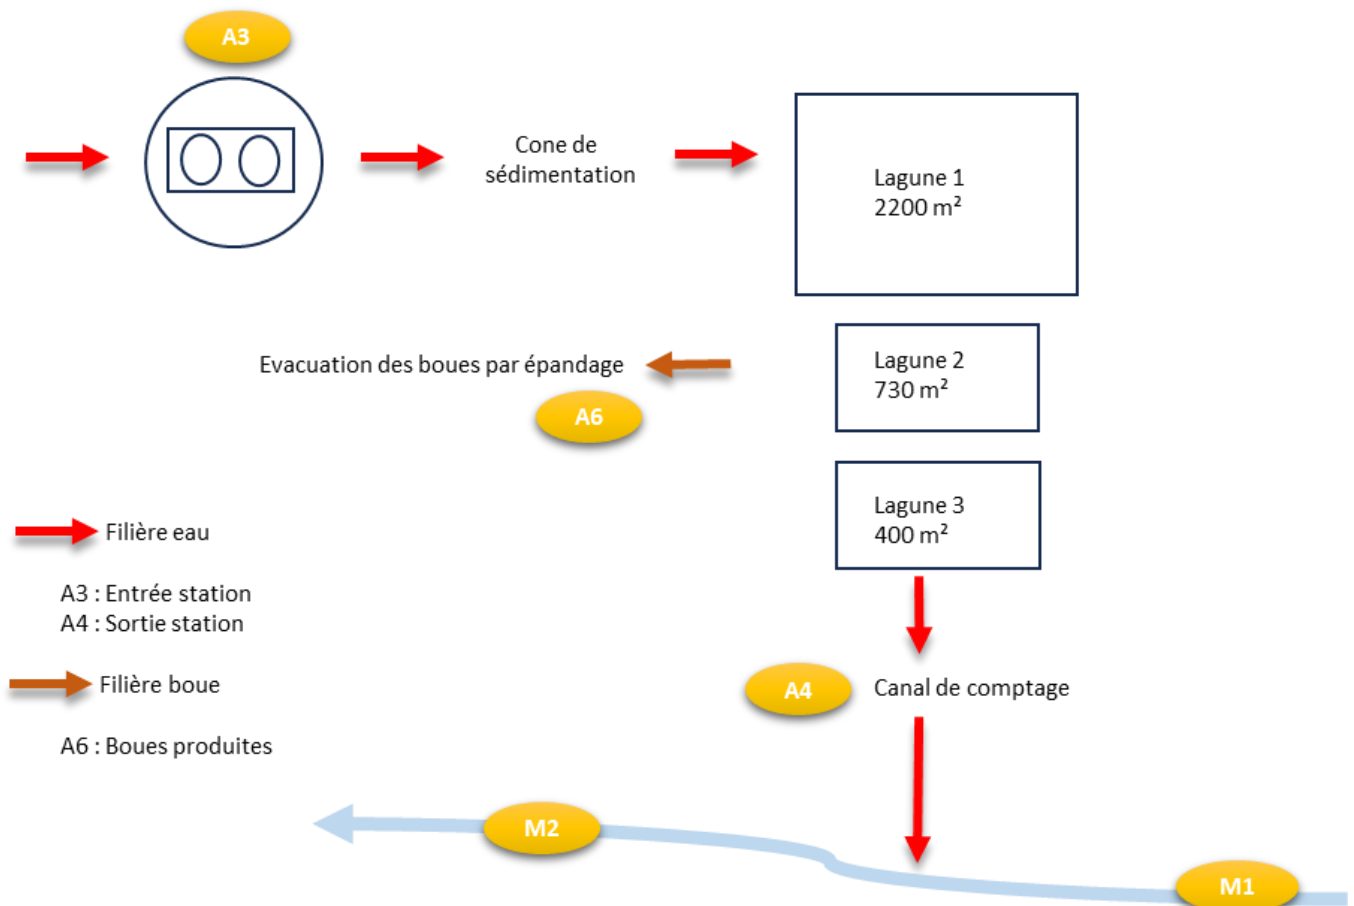 A3
Cone de
sédimentation
Lagune 1
2200 m²
Lagune 2
730 m²
Evacuation des boues par épandage
A6
Lagune 3
400 m²
Filière eau
A3 : Entrée station
A4 : Sortie station
Filière boue
A4
Canal de comptage
A6 : Boues produites
M2
M1